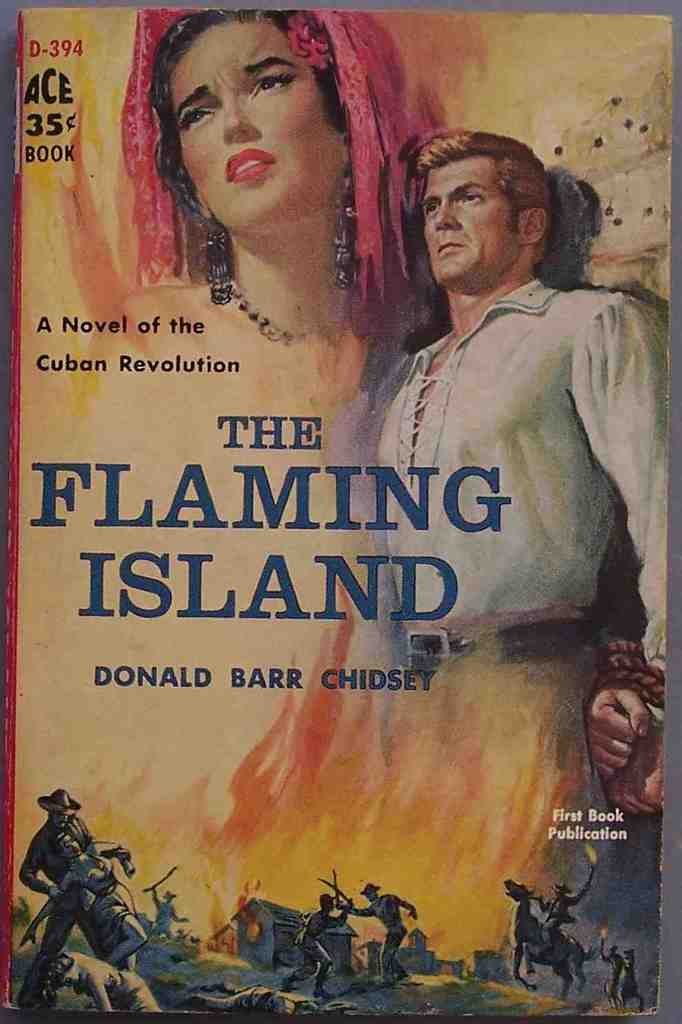 D-394
ACE
35¢
BOOK
A Novel of the
Cuban Revolution
THE
FLAMING
ISLAND
DONALD BARR CHIDSEY
First Book
Publication